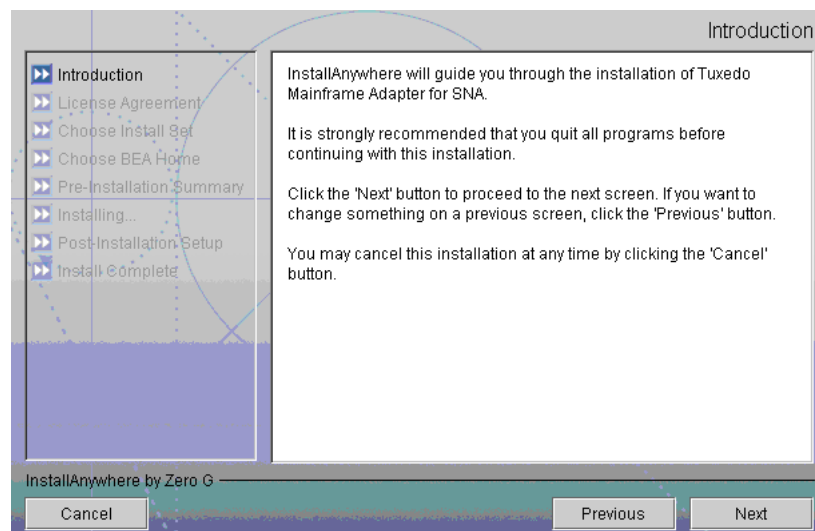 Introduction
Introduction
License Agreement
Choose Install Set
Choose BEA Home
Pre-Installation Summary
Installing...
Post-Installation Setup
Install Complete
InstallAnywhere will guide you through the installation of Tuxedo
Mainframe Adapter for SNA.
It is strongly recommended that you quit all programs before
continuing with this installation.
Click the 'Next' button to proceed to the next screen. If you want to
change something on a previous screen, click the 'Previous' button.
You may cancel this installation at any time by clicking the 'Cancel'
button.
InstallAnywhere by Zero G
Cancel
Previous
Next